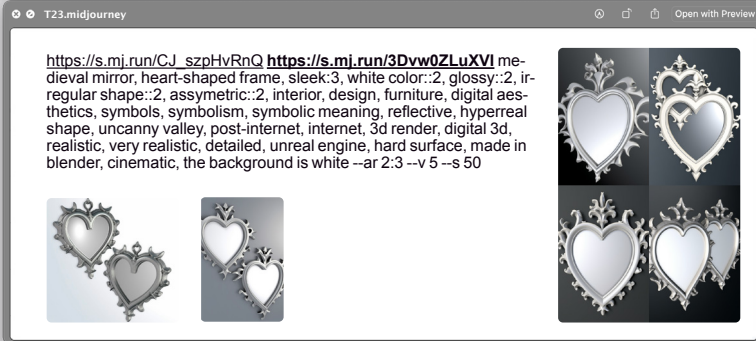 T23.midjourney
Open with Preview
https://s.mj.run/CJ_szpHvRnQ https://s.mj.run/3Dvw0ZLuXVI me-
dieval mirror, heart-shaped frame, sleek:3, white color::2, glossy::2, ir-
regular shape::2, assymetric::2, interior, design, furniture, digital aes-
thetics, symbols, symbolism, symbolic meaning, reflective, hyperreal
shape, uncanny valley, post-internet, internet, 3d render, digital 3d,
realistic, very realistic, detailed, unreal engine, hard surface, made in
blender, cinematic, the background is white --ar 2:3 --v 5 --s 50